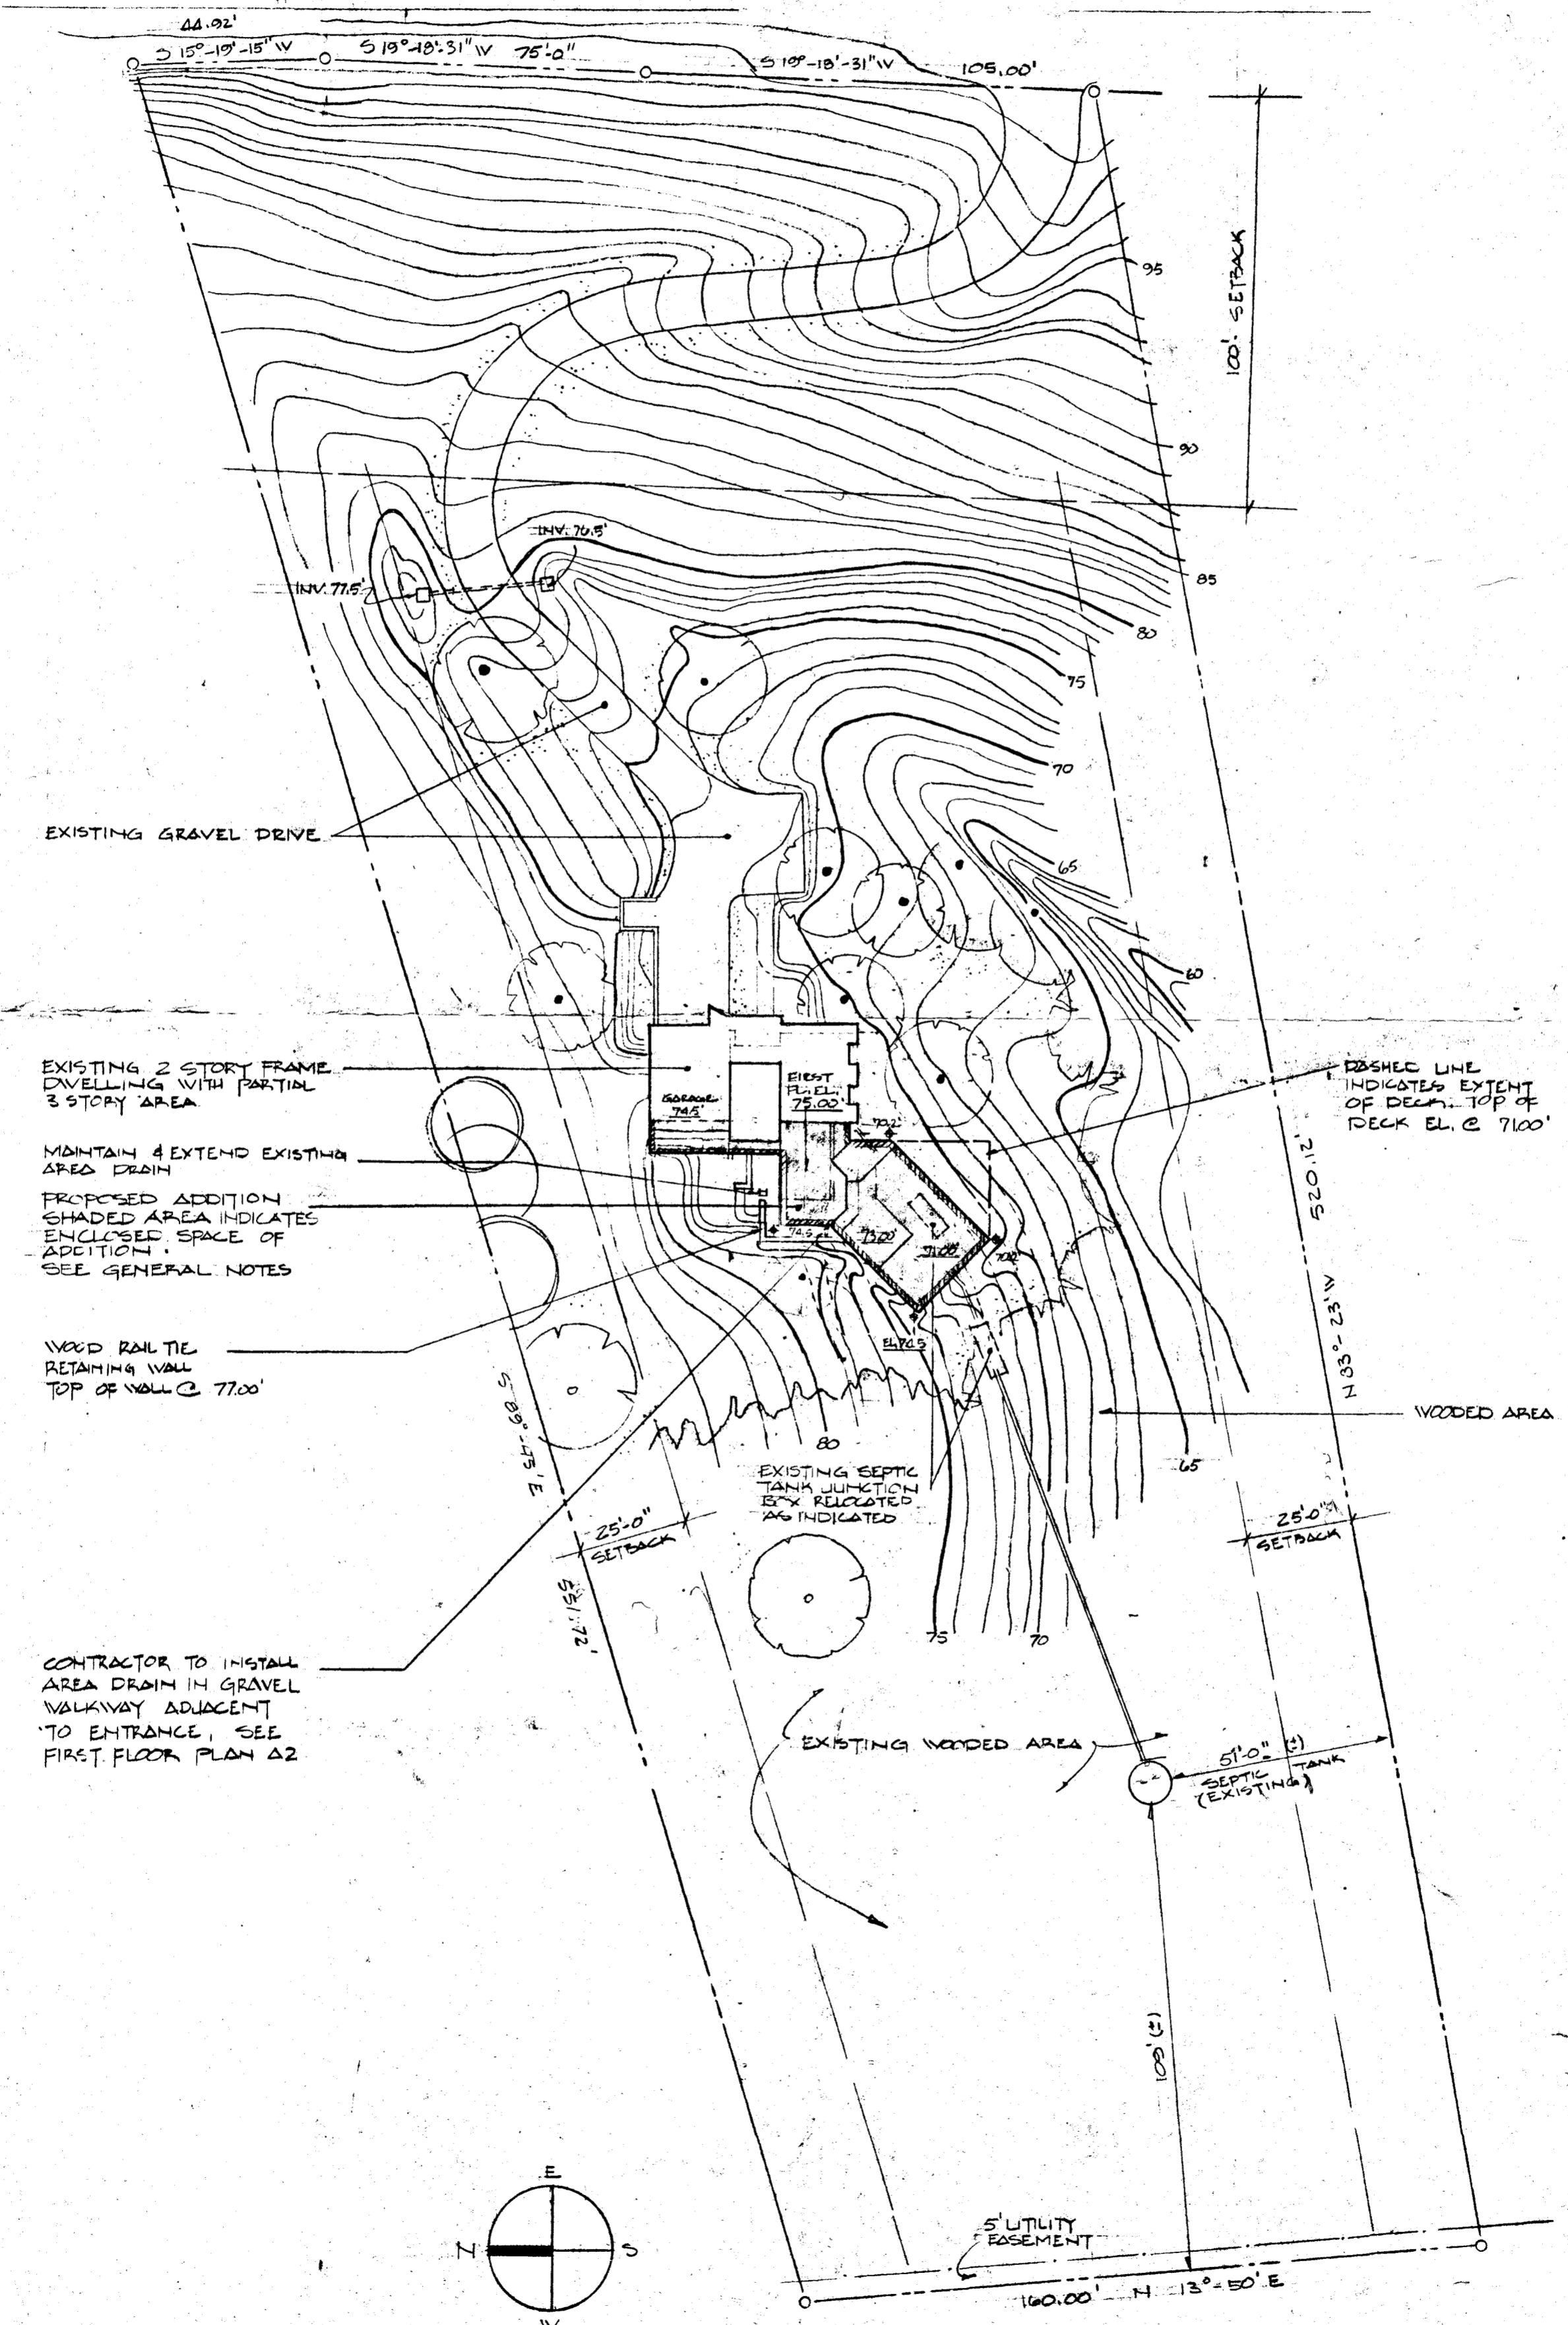 44.92'
S 15°-19'-15" W
S 19°-18'-31" W 75'-0"
S 19°-18'-31" W
105.00'
95
100' SETBACK
90
INV. 76.5'
INV. 77.5'
85
80
75
70
EXISTING GRAVEL DRIVE
65
60
EXISTING 2 STORY FRAME
DWELLING WITH PARTIAL
3 STORY AREA
GARAGE
74.5'
FIRST
FL. EL.
75.00'
DASHED LINE
INDICATES EXTENT
OF DECK. TOP OF
DECK EL. @ 71.00'
MAINTAIN & EXTEND EXISTING
AREA DRAIN
PROPOSED ADDITION
SHADED AREA INDICATES
ENCLOSED SPACE OF
ADDITION.
SEE GENERAL NOTES
73.00'
71.00'
520.12'
N 83°-23' W
WOOD RAIL TIE
RETAINING WALL
TOP OF WALL @ 77.00'
WOODED AREA
80
65
EXISTING SEPTIC
TANK JUNCTION
BOX RELOCATED
AS INDICATED
25'-0"
SETBACK
25'-0"
SETBACK
551.72'
75
70
CONTRACTOR TO INSTALL
AREA DRAIN IN GRAVEL
WALKWAY ADJACENT
TO ENTRANCE, SEE
FIRST FLOOR PLAN A2
EXISTING WOODED AREA
51'-0" (±)
SEPTIC TANK
(EXISTING)
E
N
S
W
5' UTILITY
EASEMENT
160.00' N 13°-50' E